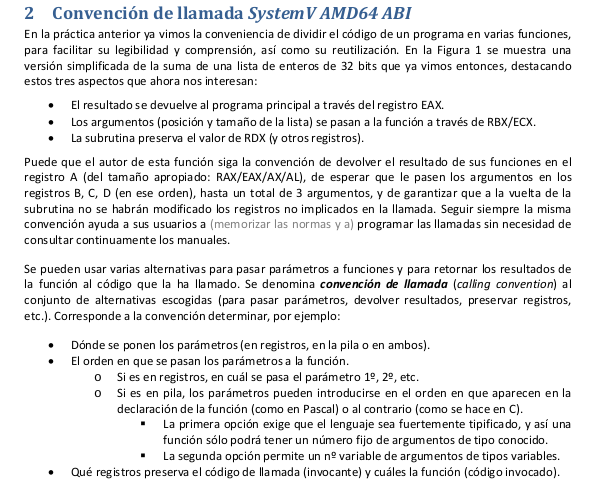 2 Convención de llamada SystemV AMD64 ABI
En la práctica anterior ya vimos la conveniencia de dividir el código de un programa en varias funciones,
para facilitar su legibilidad y comprensión, así como su reutilización. En la Figura 1 se muestra una
versión simplificada de la suma de una lista de enteros de 32 bits que ya vimos entonces, destacando
estos tres aspectos que ahora nos interesan:
• El resultado se devuelve al programa principal a través del registro EAX.
• Los argumentos (posición y tamaño de la lista) se pasan a la función a través de RBX/ECX.
• La subrutina preserva el valor de RDX (y otros registros).
Puede que el autor de esta función siga la convención de devolver el resultado de sus funciones en el
registro A (del tamaño apropiado: RAX/EAX/AX/AL), de esperar que le pasen los argumentos en los
registros B, C, D (en ese orden), hasta un total de 3 argumentos, y de garantizar que a la vuelta de la
subrutina no se habrán modificado los registros no implicados en la llamada. Seguir siempre la misma
convención ayuda a sus usuarios a (memorizar las normas y a) programar las llamadas sin necesidad de
consultar continuamente los manuales.
Se pueden usar varias alternativas para pasar parámetros a funciones y para retornar los resultados de
la función al código que la ha llamado. Se denomina convención de llamada (calling convention) al
conjunto de alternativas escogidas (para pasar parámetros, devolver resultados, preservar registros,
etc.). Corresponde a la convención determinar, por ejemplo:
• Dónde se ponen los parámetros (en registros, en la pila o en ambos).
• El orden en que se pasan los parámetros a la función.
o Si es en registros, en cuál se pasa el parámetro 1º, 2º, etc.
o Si es en pila, los parámetros pueden introducirse en el orden en que aparecen en la
declaración de la función (como en Pascal) o al contrario (como se hace en C).
▪ La primera opción exige que el lenguaje sea fuertemente tipificado, y así una
función sólo podrá tener un número fijo de argumentos de tipo conocido.
▪ La segunda opción permite un nº variable de argumentos de tipos variables.
• Qué registros preserva el código de llamada (invocante) y cuáles la función (código invocado).